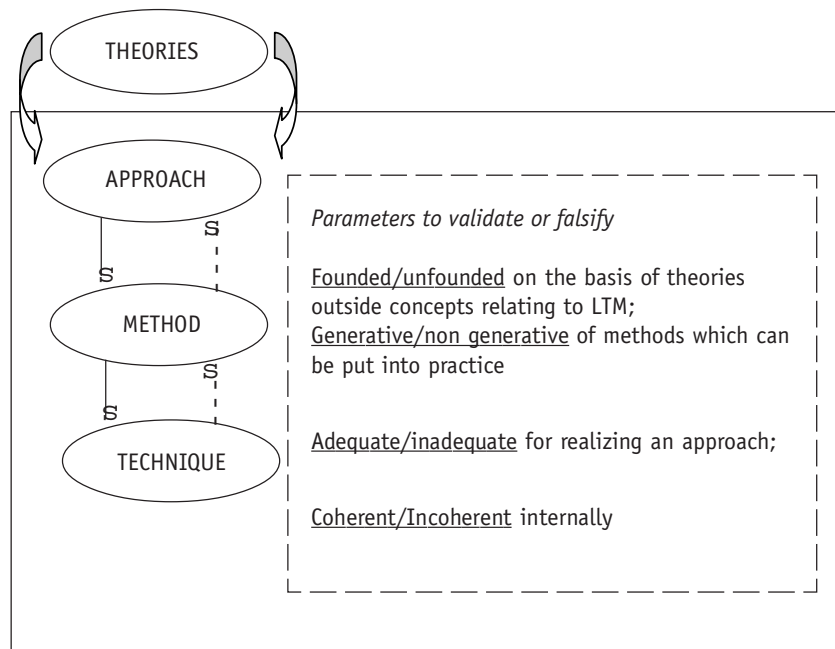 THEORIES
APPROACH
S
S
METHOD
S
S
TECHNIQUE
Parameters to validate or falsify
Founded/unfounded on the basis of theories
outside concepts relating to LTM;
Generative/non generative of methods which can
be put into practice
Adequate/inadequate for realizing an approach;
Coherent/Incoherent internally